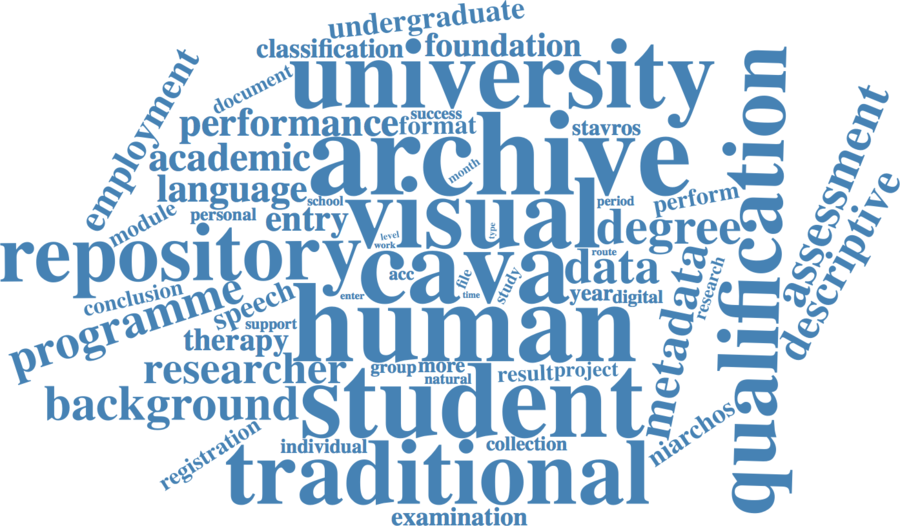 undergraduate
classification
foundation
university
document
employment
performance
success
format
stavros
archive
academic
month
language
school
visual
period
perform
module
personal
entry
level
work
type
degree
repository
cava
route
data
acc
file
time
study
enter
year
digital
metadata
research
qualification
assessment
descriptive
conclusion
programme
speech
support
therapy
human
researcher
group
more
natural
result
project
background
student
niarchos
registration
individual
collection
traditional
examination